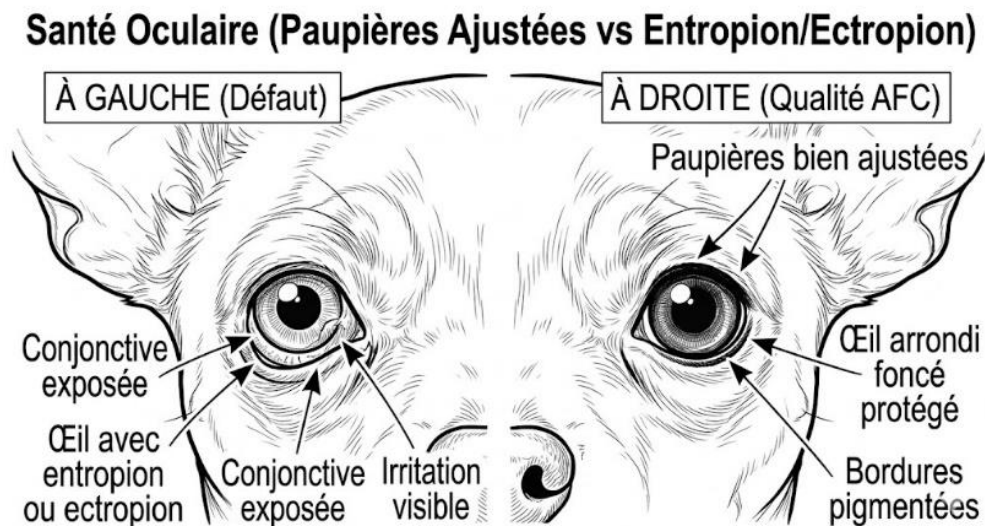 Santé Oculaire (Paupières Ajustées vs Entropion/Ectropion)
À GAUCHE (Défaut)
À DROITE (Qualité AFC)
Paupières bien ajustées
Conjonctive
exposée
Œil avec
entropion
ou ectropion
Conjonctive
exposée
Irritation
visible
Œil arrondi
foncé
protégé
Bordures
pigmentées